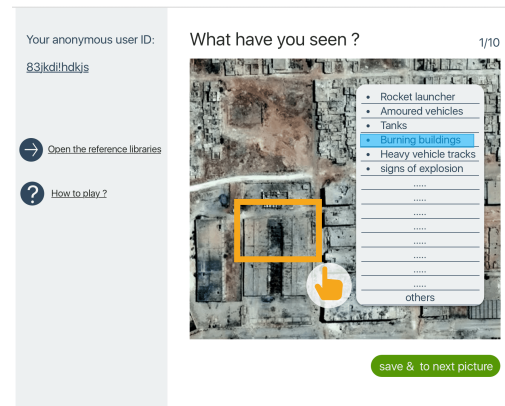 Your anonymous user ID:
83jkdi!hdkjs
Open the reference libraries
?
How to play ?
What have you seen ?
1/10
• Rocket launcher
• Amoured vehicles
• Tanks
• Burning buildings
• Heavy vehicle tracks
• signs of explosion
.....
.....
.....
.....
.....
.....
.....
.....
others
save & to next picture